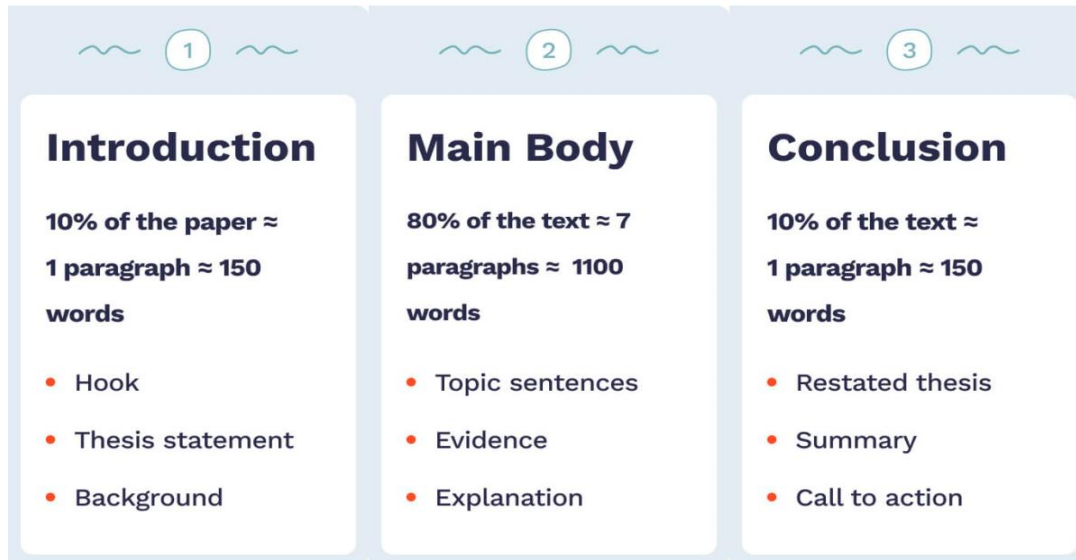 1
Introduction
10% of the paper ≈
1 paragraph ≈ 150
words
• Hook
• Thesis statement
• Background
2
Main Body
80% of the text ≈ 7
paragraphs ≈ 1100
words
• Topic sentences
• Evidence
• Explanation
3
Conclusion
10% of the text ≈
1 paragraph ≈ 150
words
• Restated thesis
• Summary
• Call to action